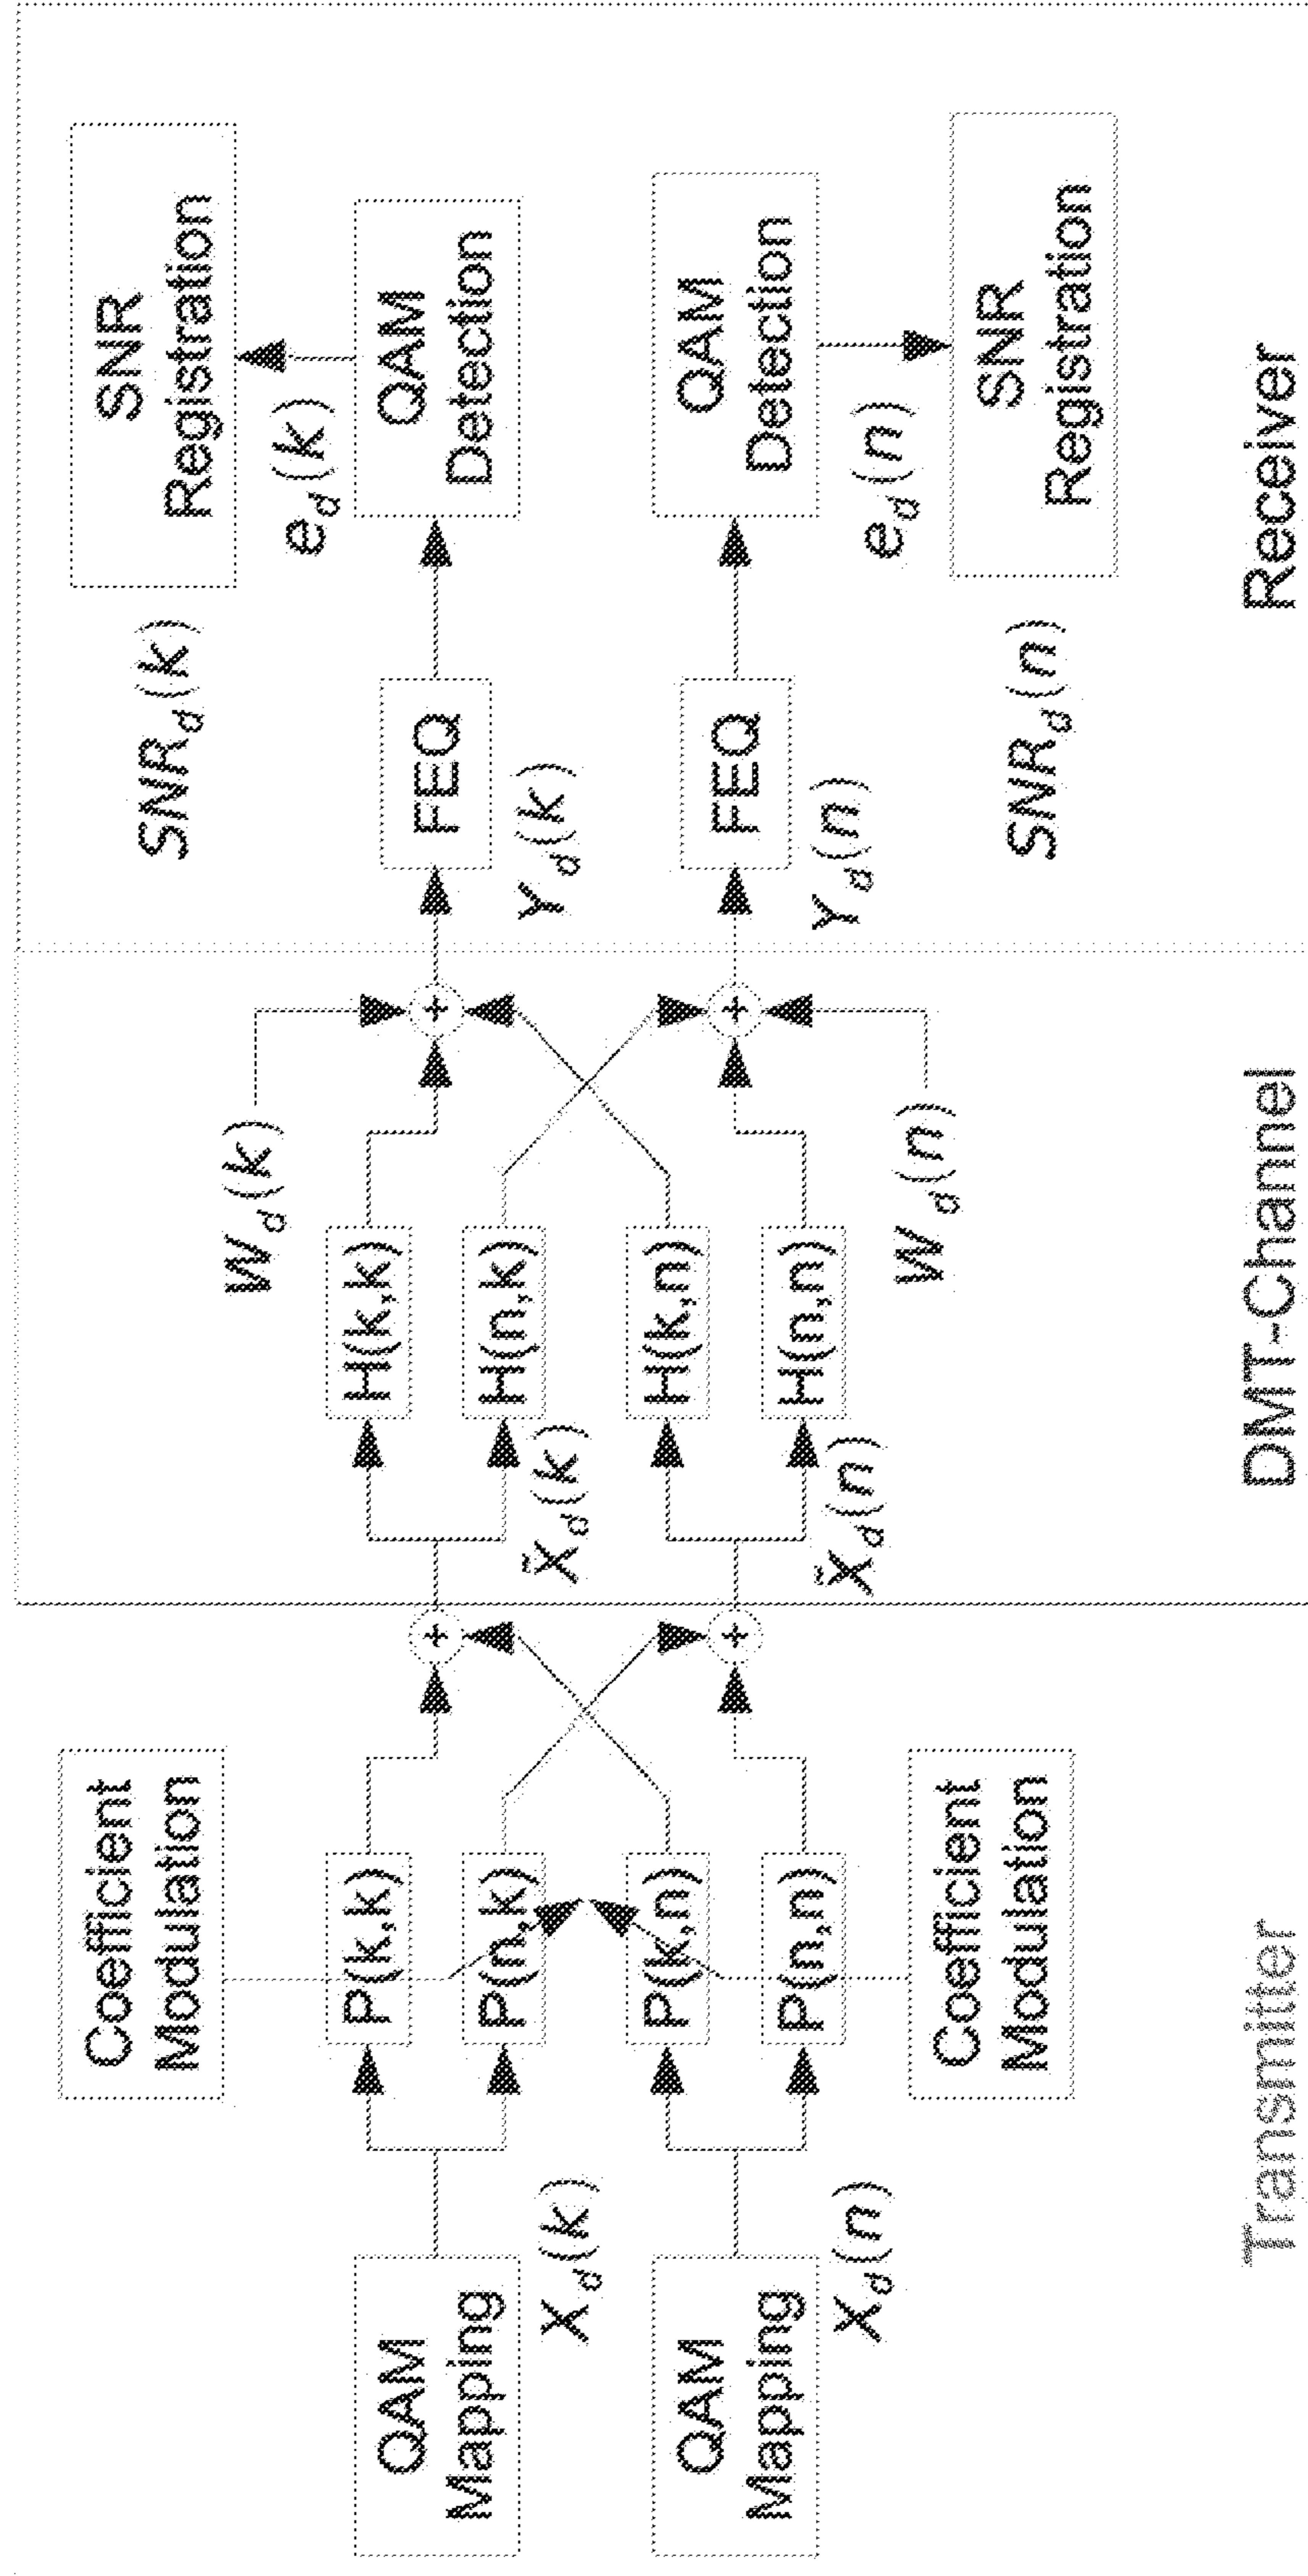 Coefficient
Modulation
QAM
Mapping
X_d(k)
P(k,k)
P(n,k)
P(k,n)
P(n,n)
QAM
Mapping
X_d(n)
Coefficient
Modulation
Transmitter
W_d(k)
H(k,k)
H(n,k)
X̃_d(k)
H(k,n)
H(n,n)
X̃_d(n)
W_d(n)
DMT-Channel
SNR
Registration
SNR_d(k)
e_d(k)
FEQ
QAM
Detection
Y_d(k)
FEQ
QAM
Detection
Y_d(n)
e_d(n)
SNR
Registration
SNR_d(n)
Receiver